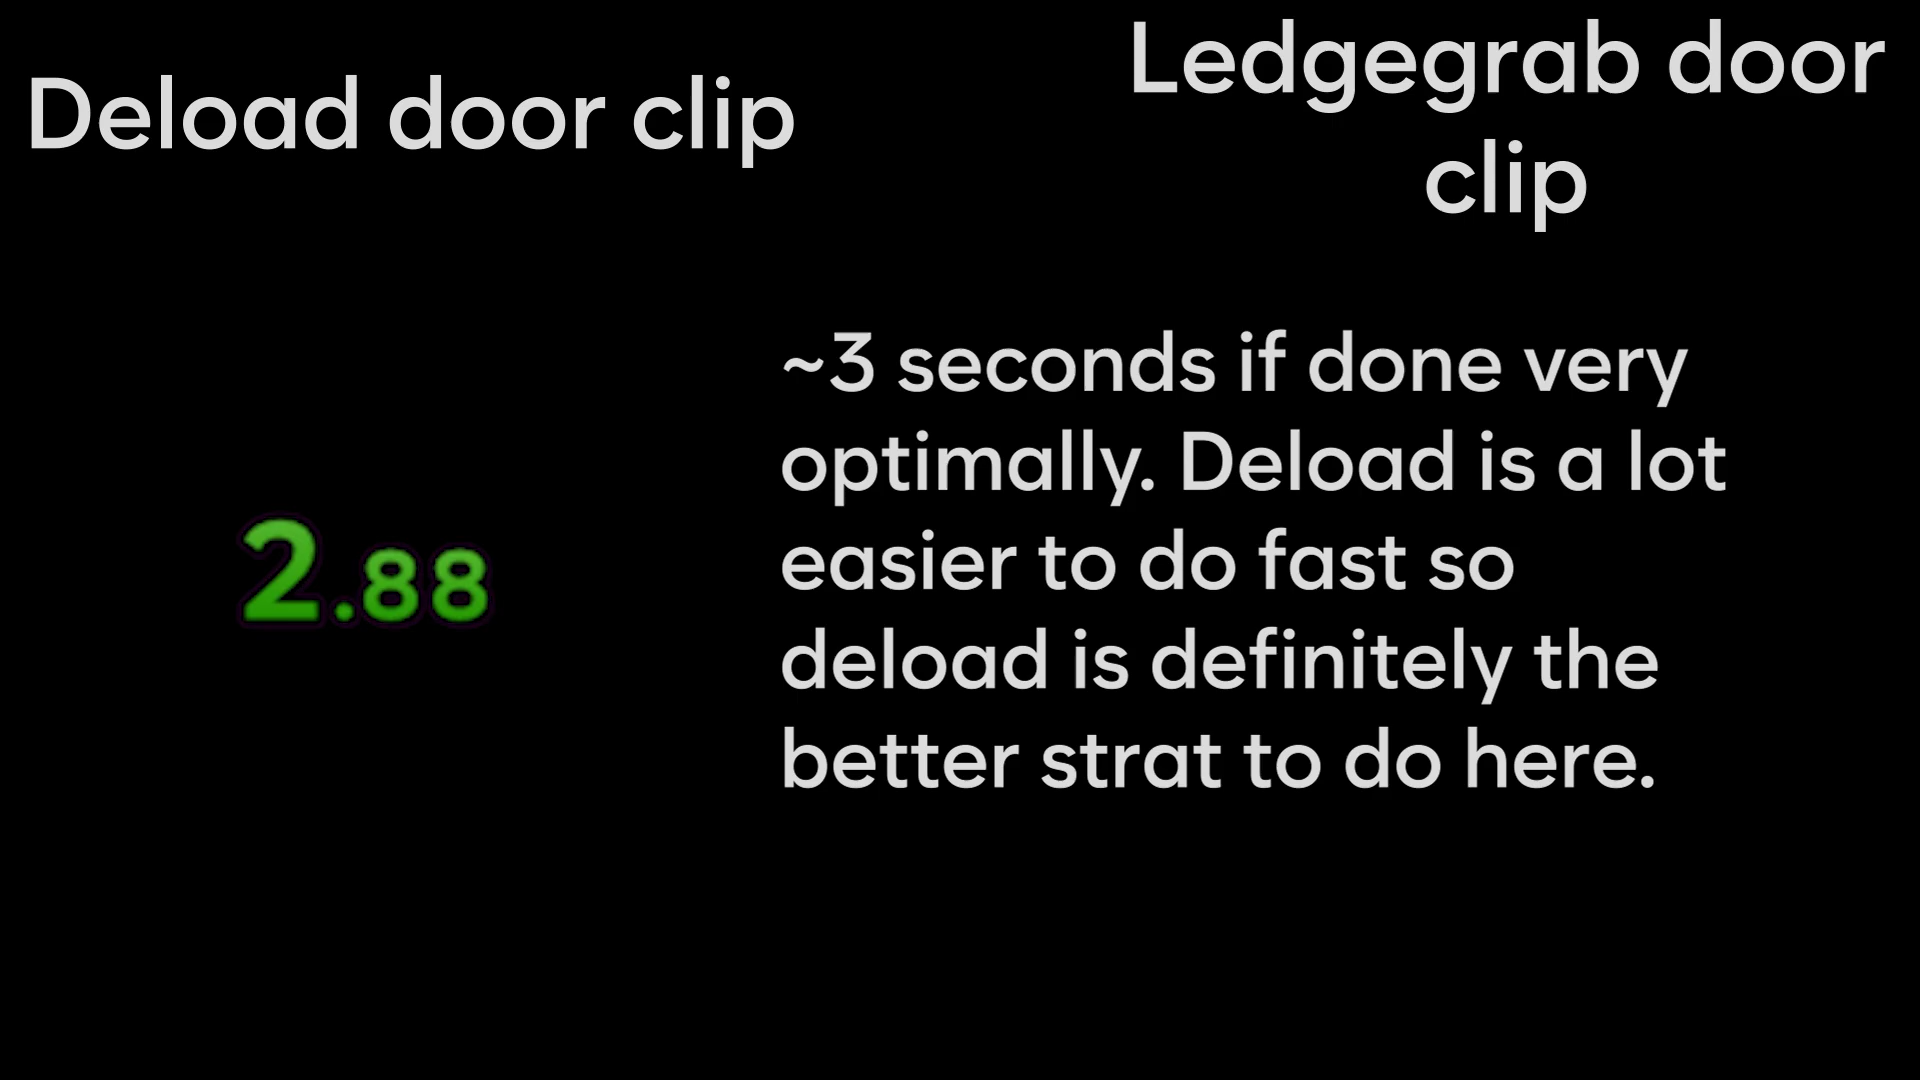 Deload door clip
Ledgegrab door
clip
2.88
~3 seconds if done very
optimally. Deload is a lot
easier to do fast so
deload is definitely the
better strat to do here.